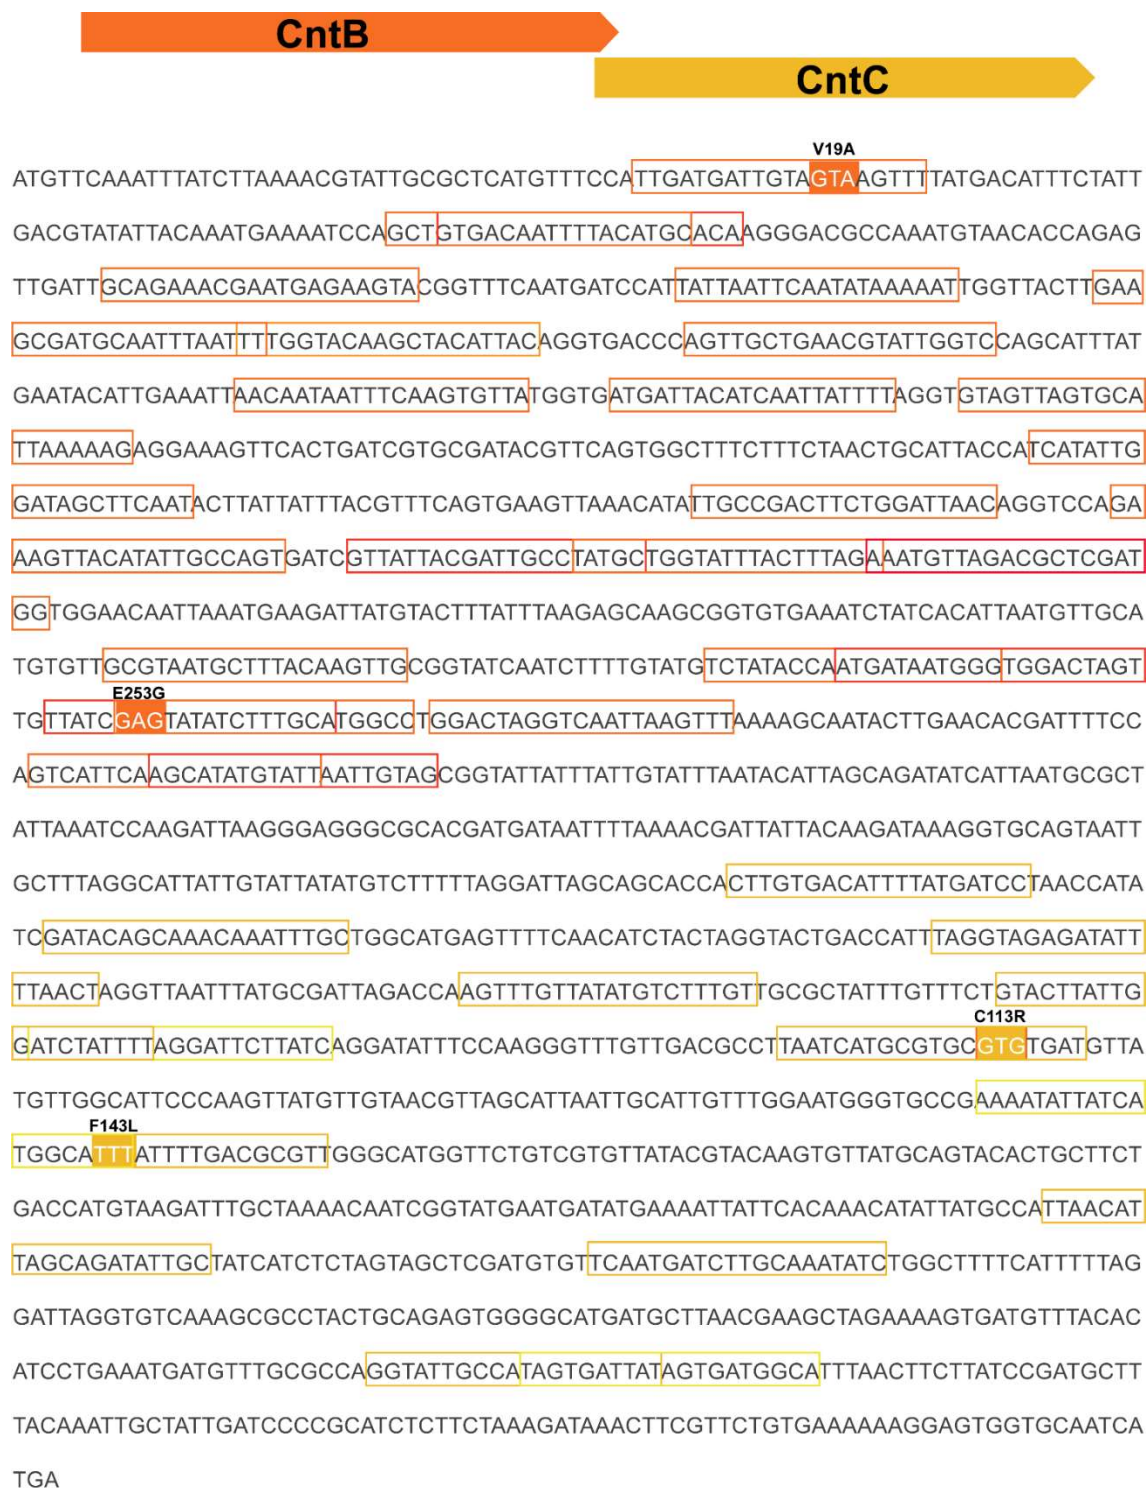 CntB
CntC
V19A
ATGTTCAAATTTATCTTAAAACGTATTGCGCTCATGTTTCCATTGATGATTGTAGTAAGTTTTATGACATTTCTATT
GACGTATATTACAAATGAAAATCCAGCTGTGACAATTTTACATGCACAAGGGACGCCAAATGTAACACCAGAG
TTGATTGCAGAAACGAATGAGAAGTACGGTTTCAATGATCCATTATTAATTCAATATAAAAATTGGTTACTTGAA
GCGATGCAATTTAATTTTGGTACAAGCTACATTACAGGTGACCCAGTTGCTGAACGTATTGGTCCAGCATTTAT
GAATACATTGAAATTAACAATAATTTCAAGTGTTATGGTGATGATTACATCAATTATTTTAGGTGTAGTTAGTGCA
TTAAAAAGAGGAAAGTTCACTGATCGTGCGATACGTTCAGTGGCTTTCTTTCTAACTGCATTACCATCATATTG
GATAGCTTCAATACTTATTATTTACGTTTCAGTGAAGTTAAACATATTGCCGACTTCTGGATTAACAGGTCCAGA
AAGTTACATATTGCCAGTGATCGTTATTACGATTGCCTATGCTGGTATTTACTTTAGAAATGTTAGACGCTCGAT
GGTGGAACAATTAAATGAAGATTATGTACTTTATTTAAGAGCAAGCGGTGTGAAATCTATCACATTAATGTTGCA
TGTGTTGCGTAATGCTTTACAAGTTGCGGTATCAATCTTTTGTATGTCTATACCAATGATAATGGGTGGACTAGT
E253G
TGTTATCGAGTATATCTTTGCATGGCCTGGACTAGGTCAATTAAGTTTAAAAGCAATACTTGAACACGATTTTCC
AGTCATTCAAGCATATGTATTAATTGTAGCGGTATTATTTATTGTATTTAATACATTAGCAGATATCATTAATGCGCT
ATTAAATCCAAGATTAAGGGAGGGCGCACGATGATAATTTTAAAACGATTATTACAAGATAAAGGTGCAGTAATT
GCTTTAGGCATTATTGTATTATATGTCTTTTTAGGATTAGCAGCACCACTTGTGACATTTTATGATCCTAACCATA
TCGATACAGCAAACAAATTTGCTGGCATGAGTTTTCAACATCTACTAGGTACTGACCATTTAGGTAGAGATATT
TTAACTAGGTTAATTTATGCGATTAGACCAAGTTTGTTATATGTCTTTGTTGCGCTATTTGTTTCTGTACTTATTG
C113R
GATCTATTTTAGGATTCTTATCAGGATATTTCCAAGGGTTTGTTGACGCCTTAATCATGCGTGCGTGTGATGTTA
TGTTGGCATTCCCAAGTTATGTTGTAACGTTAGCATTAATTGCATTGTTTGGAATGGGTGCCGAAAATATTATCA
F143L
TGGCATTTATTTTGACGCGTTGGGCATGGTTCTGTCGTGTTATACGTACAAGTGTTATGCAGTACACTGCTTCT
GACCATGTAAGATTTGCTAAAACAATCGGTATGAATGATATGAAAATTATTCACAAACATATTATGCCATTAACAT
TAGCAGATATTGCTATCATCTCTAGTAGCTCGATGTGTTCAATGATCTTGCAAATATCTGGCTTTTCATTTTTAG
GATTAGGTGTCAAAGCGCCTACTGCAGAGTGGGGCATGATGCTTAACGAAGCTAGAAAAGTGATGTTTACAC
ATCCTGAAATGATGTTTGCGCCAGGTATTGCCATAGTGATTATAGTGATGGCATTTAACTTCTTATCCGATGCTT
TACAAATTGCTATTGATCCCCGCATCTCTTCTAAAGATAAACTTCGTTCTGTGAAAAAAGGAGTGGTGCAATCA
TGA